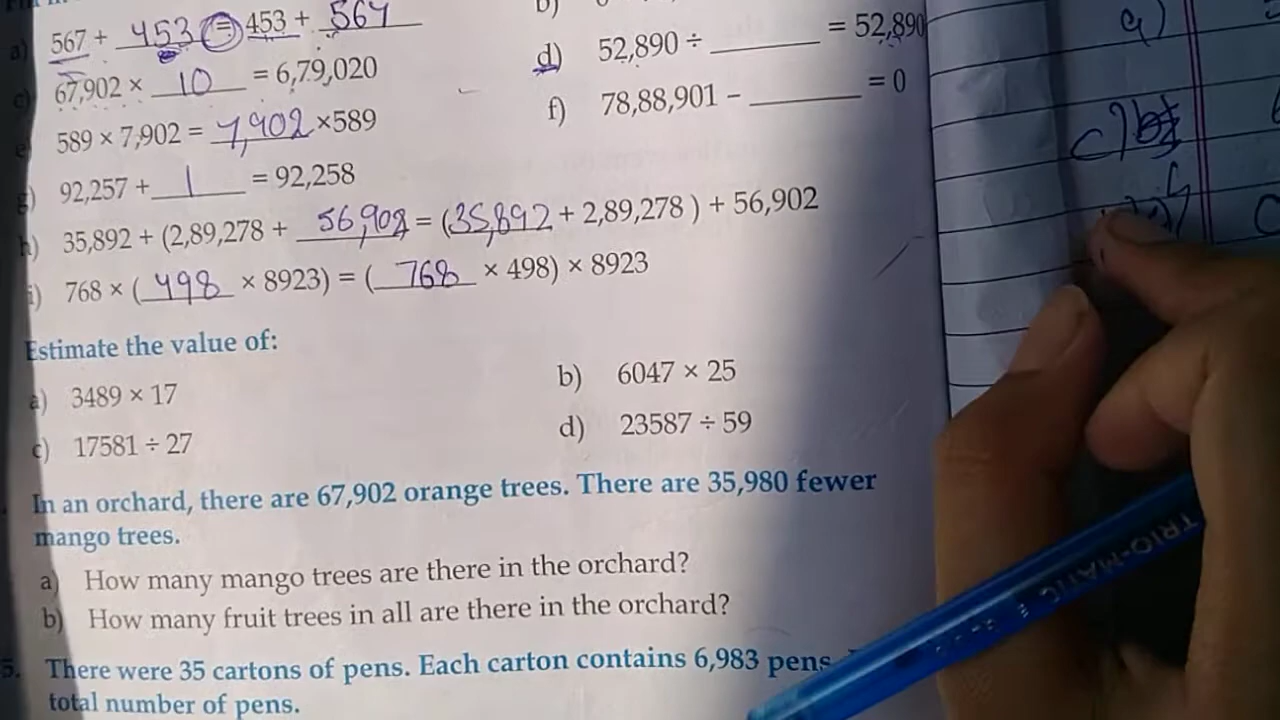 a) 567 + 453 = 453 + 567
b)
c) 67,902 × 10 = 6,79,020
d) 52,890 ÷ ______ = 52,890
e) 589 × 7,902 = 7,902 ×589
f) 78,88,901 − ______ = 0
g) 92,257 + 1 = 92,258
h) 35,892 + (2,89,278 + 56,902 = (35,892 + 2,89,278 ) + 56,902
i) 768 × ( 498 × 8923) = ( 768 × 498) × 8923
Estimate the value of:
a) 3489 × 17
b) 6047 × 25
c) 17581 ÷ 27
d) 23587 ÷ 59
In an orchard, there are 67,902 orange trees. There are 35,980 fewer
mango trees.
a) How many mango trees are there in the orchard?
b) How many fruit trees in all are there in the orchard?
5. There were 35 cartons of pens. Each carton contains 6,983 pens.
total number of pens.
a)
c)
TRIO-MATIC